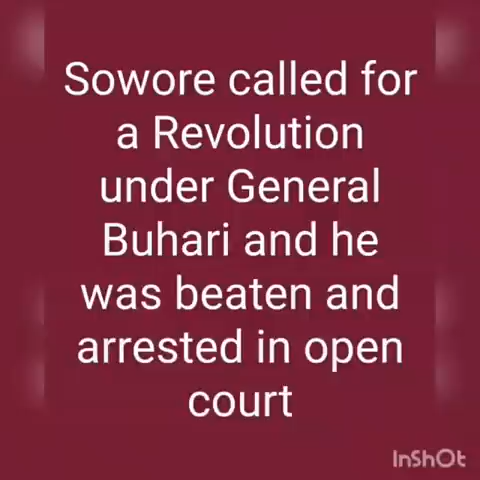 Sowore called for
a Revolution
under General
Buhari and he
was beaten and
arrested in open
court
InShOt